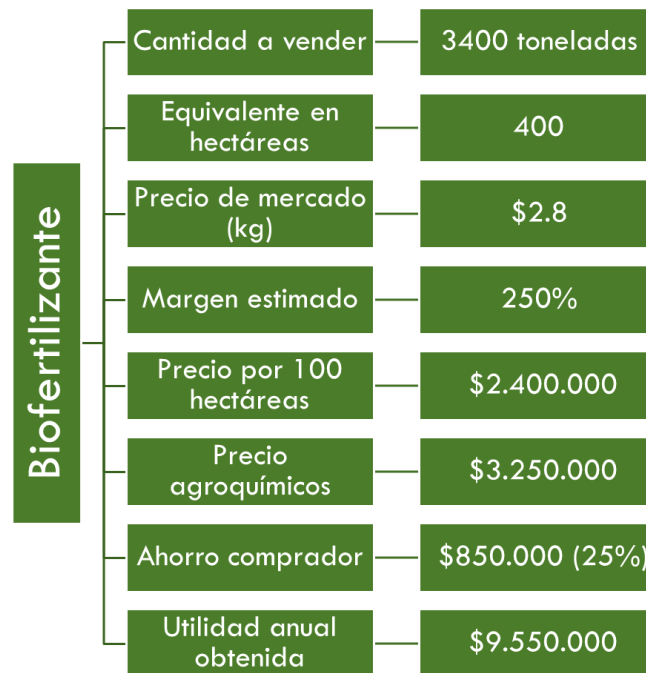 Biofertilizante
Cantidad a vender
3400 toneladas
Equivalente en
hectáreas
400
Precio de mercado
(kg)
$2.8
Margen estimado
250%
Precio por 100
hectáreas
$2.400.000
Precio
agroquímicos
$3.250.000
Ahorro comprador
$850.000 (25%)
Utilidad anual
obtenida
$9.550.000